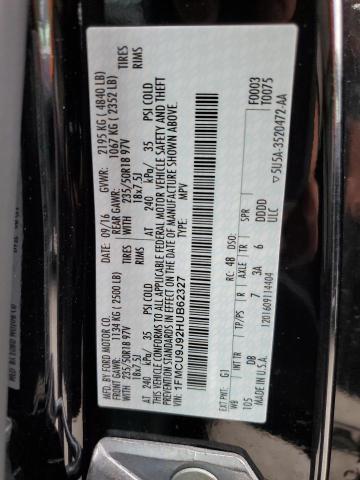 MFD. BY FORD MOTOR CO.
DATE: 09/16 GVWR: 2195 KG ( 4840 LB)
FRONT GAWR: 1134 KG ( 2500 LB) REAR GAWR: 1067 KG ( 2352 LB)
WITH 235/50R18 97V TIRES WITH 235/50R18 97V TIRES
18x7.5J RIMS 18x7.5J RIMS
AT 240 kPa/ 35 PSI COLD AT 240 kPa/ 35 PSI COLD
THIS VEHICLE CONFORMS TO ALL APPLICABLE FEDERAL MOTOR VEHICLE SAFETY AND THEFT
PREVENTION STANDARDS IN EFFECT ON THE DATE OF MANUFACTURE SHOWN ABOVE.
VIN: 1FMCU9J92HUB62327
TYPE: MPV
F0003
T0075
EXT PNT: G1 RC: 48 DSO:
WB INT TR TP/PS R AXLE TR SPR
105 DB 7 3A 6 DDDD
ULC
MADE IN U.S.A. 1201609114404
5U5A-3520472-AA